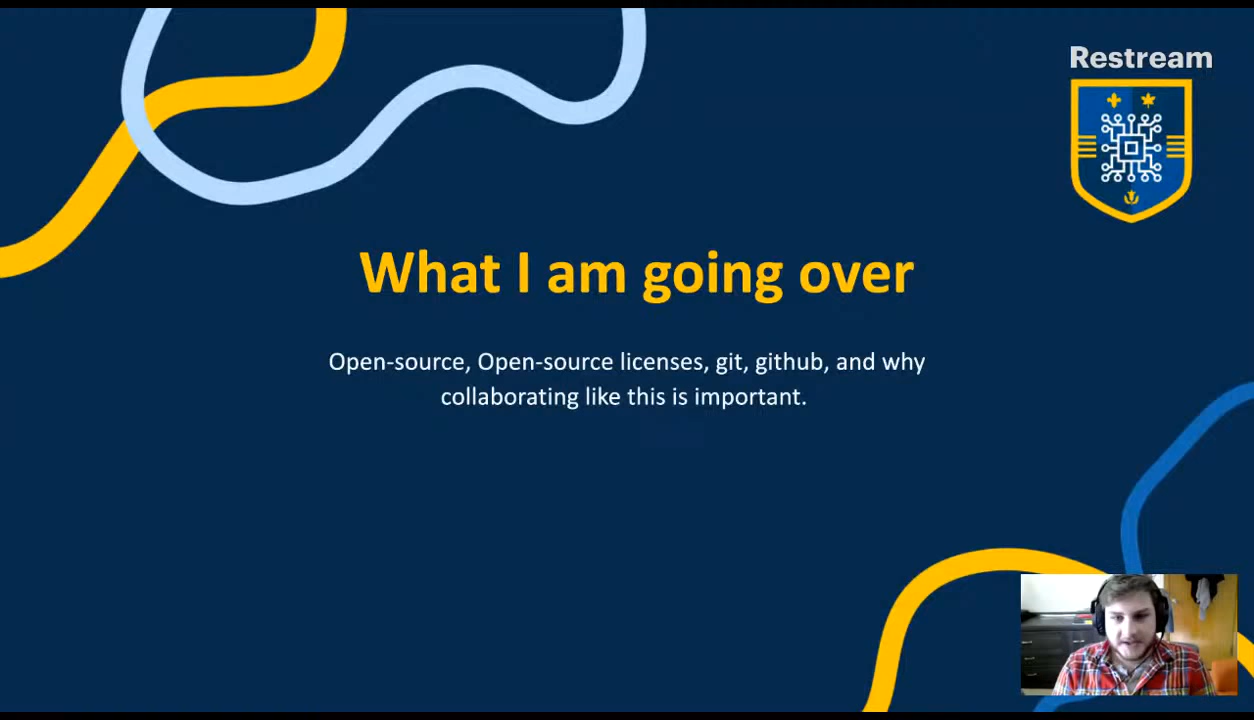 Restream
What I am going over
Open-source, Open-source licenses, git, github, and why
collaborating like this is important.